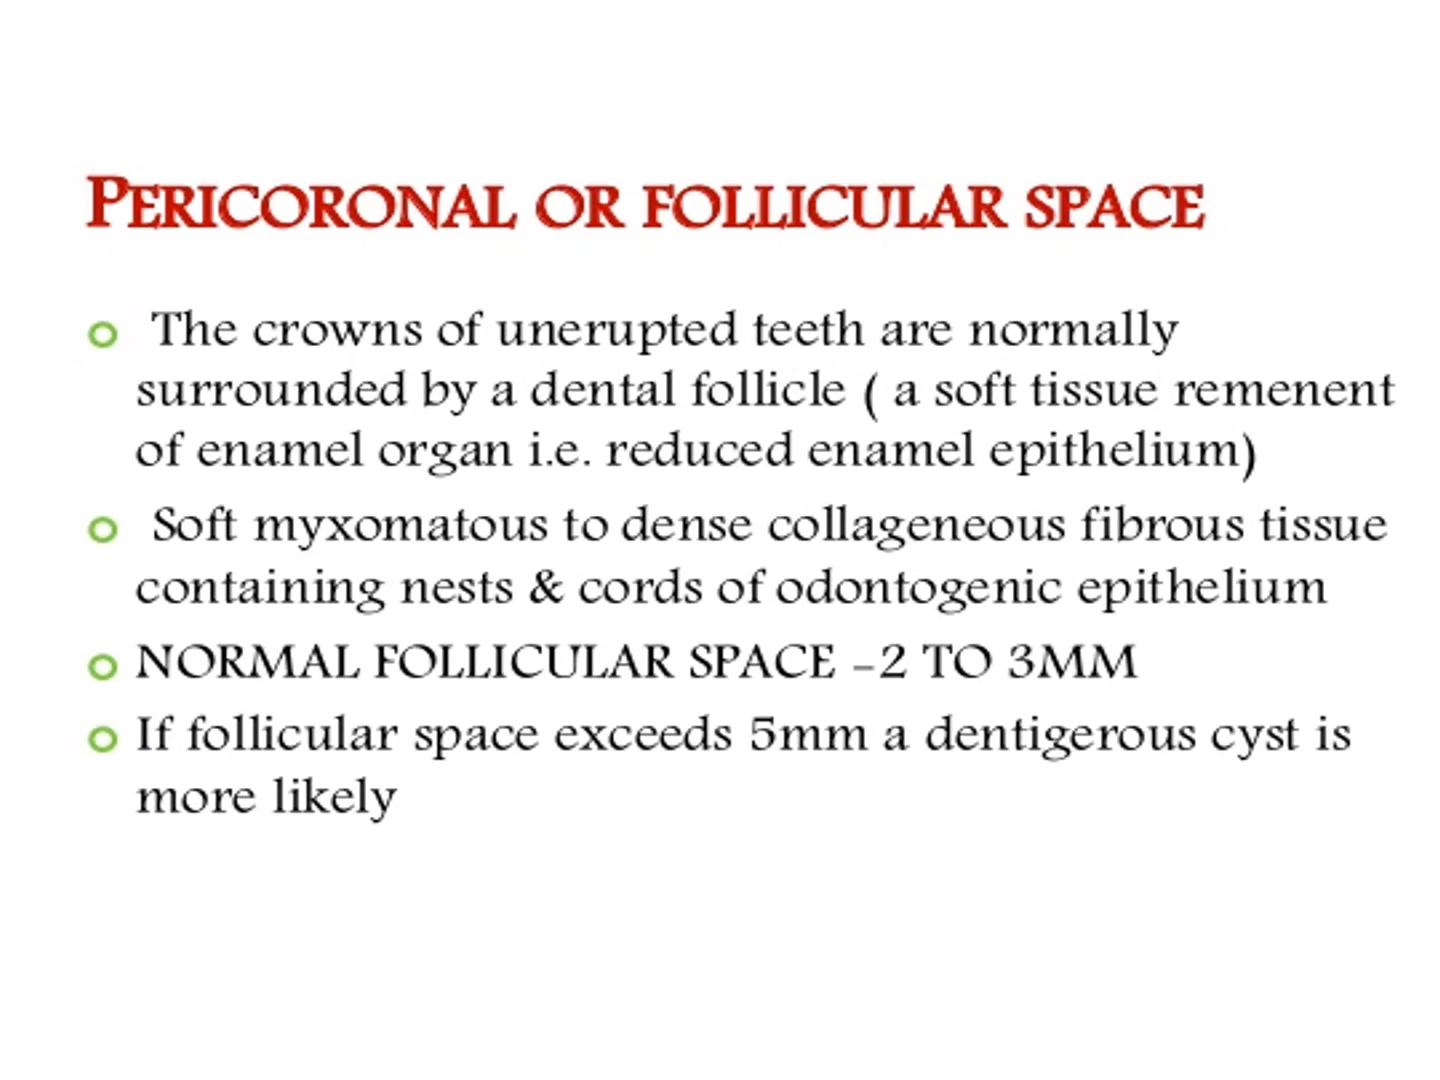 PERICORONAL OR FOLLICULAR SPACE
The crowns of unerupted teeth are normally
surrounded by a dental follicle ( a soft tissue remenent
of enamel organ i.e. reduced enamel epithelium)
Soft myxomatous to dense collageneous fibrous tissue
containing nests & cords of odontogenic epithelium
NORMAL FOLLICULAR SPACE -2 TO 3MM
If follicular space exceeds 5mm a dentigerous cyst is
more likely